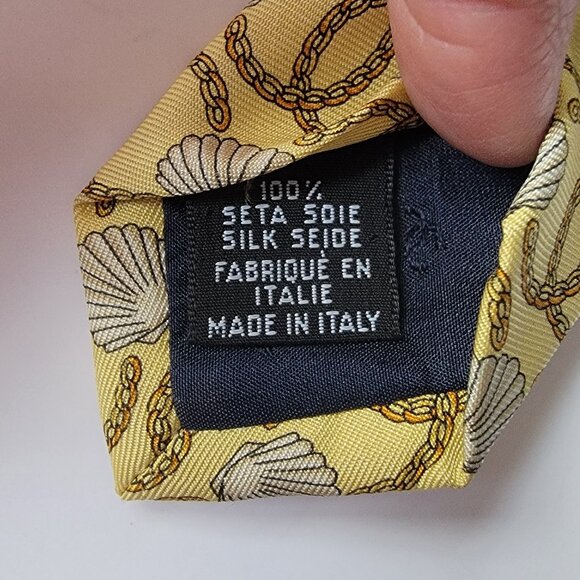 100%
SETA SOIE
SILK SEIDE
FABRIQUÉ EN
ITALIE
MADE IN ITALY